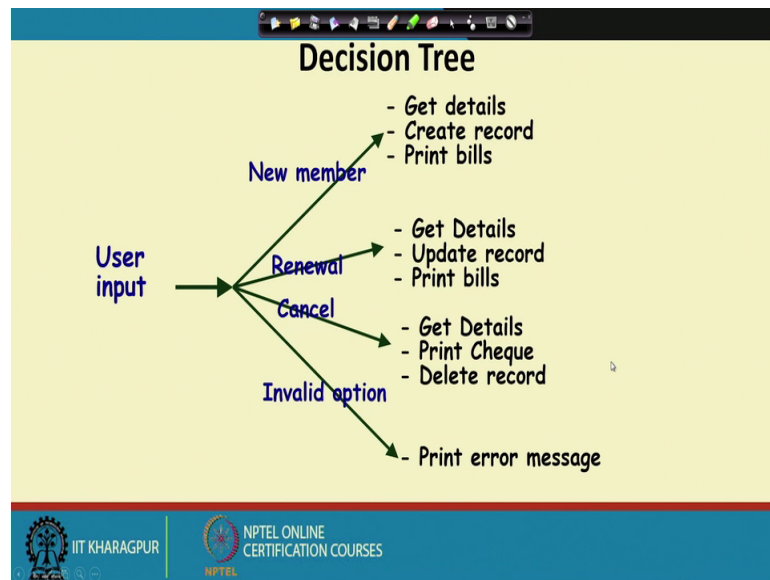 Decision Tree
- Get details
- Create record
- Print bills
New member
- Get Details
- Update record
- Print bills
User
input
Renewal
Cancel
- Get Details
- Print Cheque
- Delete record
Invalid option
- Print error message
IIT KHARAGPUR
NPTEL ONLINE
CERTIFICATION COURSES
NPTEL